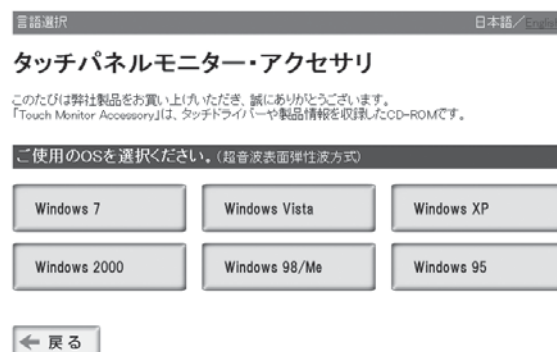 言語選択 日本語／English
タッチパネルモニター・アクセサリ
このたびは弊社製品をお買い上げいただき、誠にありがとうございます。
「Touch Monitor Accessory」は、タッチドライバーや製品情報を収録したCD-ROMです。
ご使用のOSを選択ください。(超音波表面弾性波方式)
Windows 7 Windows Vista Windows XP
Windows 2000 Windows 98/Me Windows 95
戻る